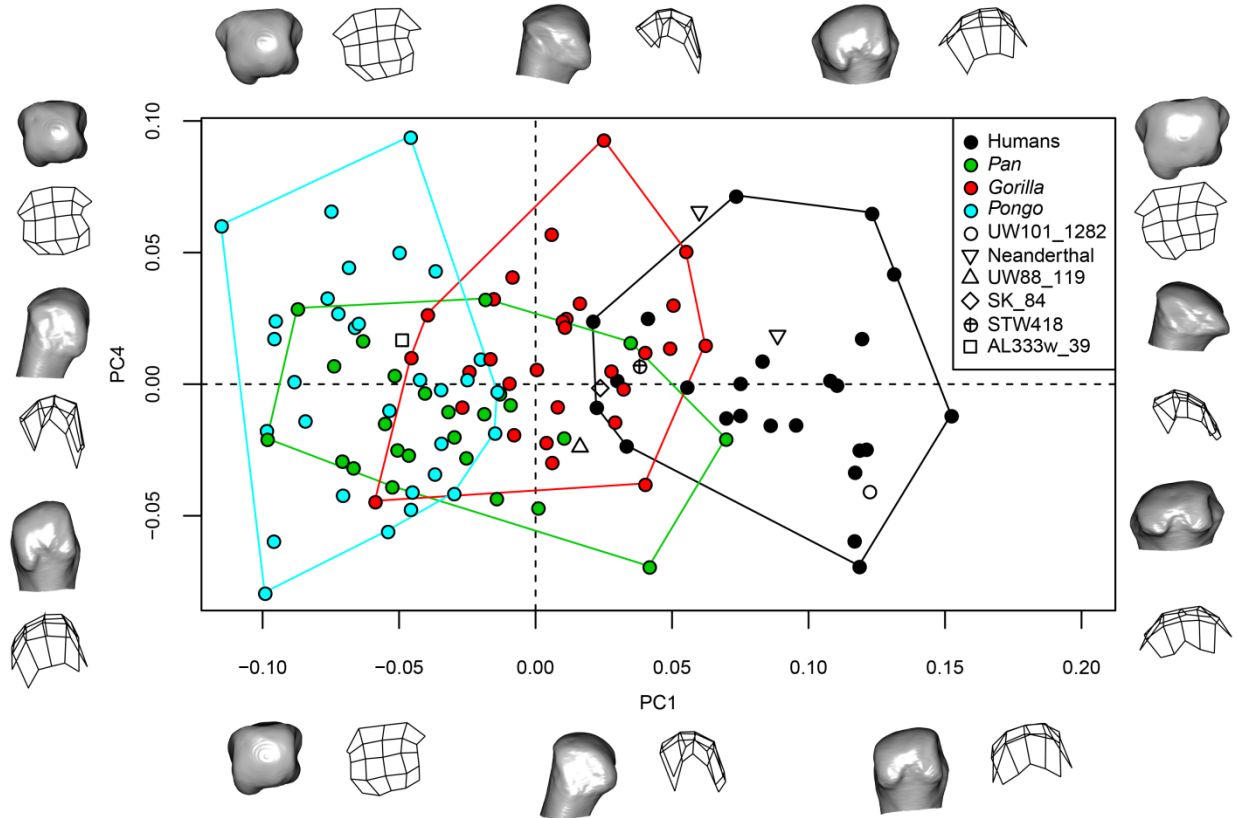 PC4
0.10
0.05
0.00
−0.05
Humans
Pan
Gorilla
Pongo
UW101_1282
Neanderthal
UW88_119
SK_84
STW418
AL333w_39
−0.10 −0.05 0.00 0.05 0.10 0.15 0.20
PC1